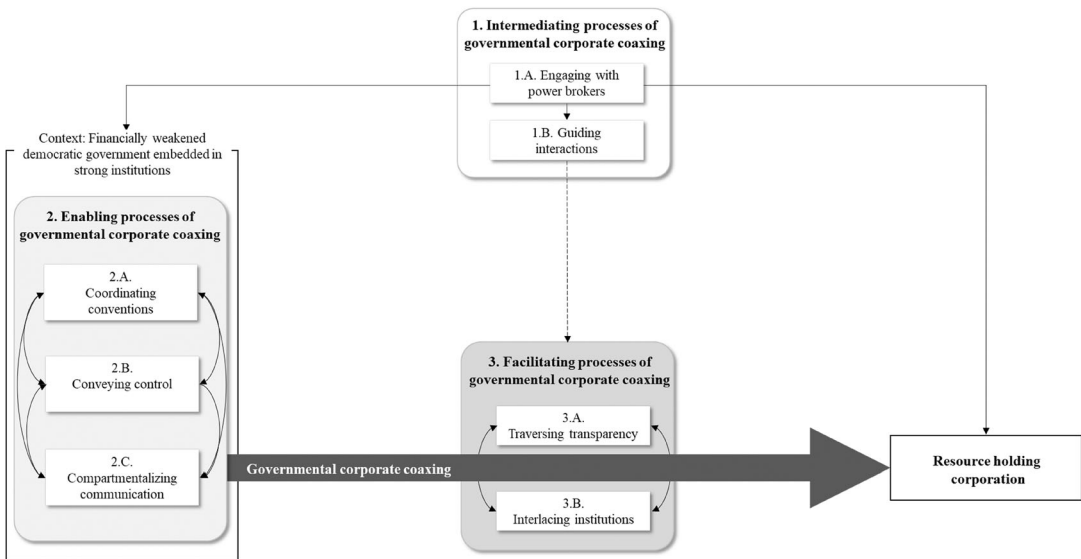 1. Intermediating processes of
governmental corporate coaxing
1.A. Engaging with
power brokers
1.B. Guiding
interactions
Context: Financially weakened
democratic government embedded in
strong institutions
2. Enabling processes of
governmental corporate coaxing
2.A.
Coordinating
conventions
2.B.
Conveying control
2.C.
Compartmentalizing
communication
3. Facilitating processes of
governmental corporate coaxing
3.A.
Traversing transparency
Governmental corporate coaxing
3.B.
Interlacing institutions
Resource holding
corporation